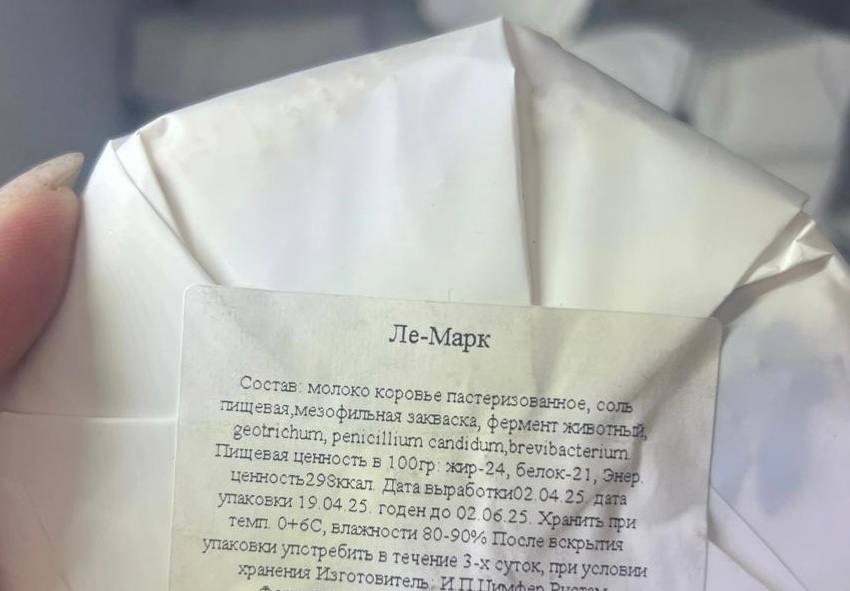 Ле-Марк
Состав: молоко коровье пастеризованное, соль
пищевая,мезофильная закваска, фермент животный,
geotrichum, penicillium candidum,brevibacterium
Пищевая ценность в 100гр: жир-24, белок-21, Энер.
ценность298ккал. Дата выработки02.04.25. дата
упаковки 19.04.25. годен до 02.06.25. Хранить при
темп. 0+6С, влажности 80-90% После вскрытия
упаковки употребить в течение 3-х суток, при условии
хранения Изготовитель: И.П.Цимфер Рустам